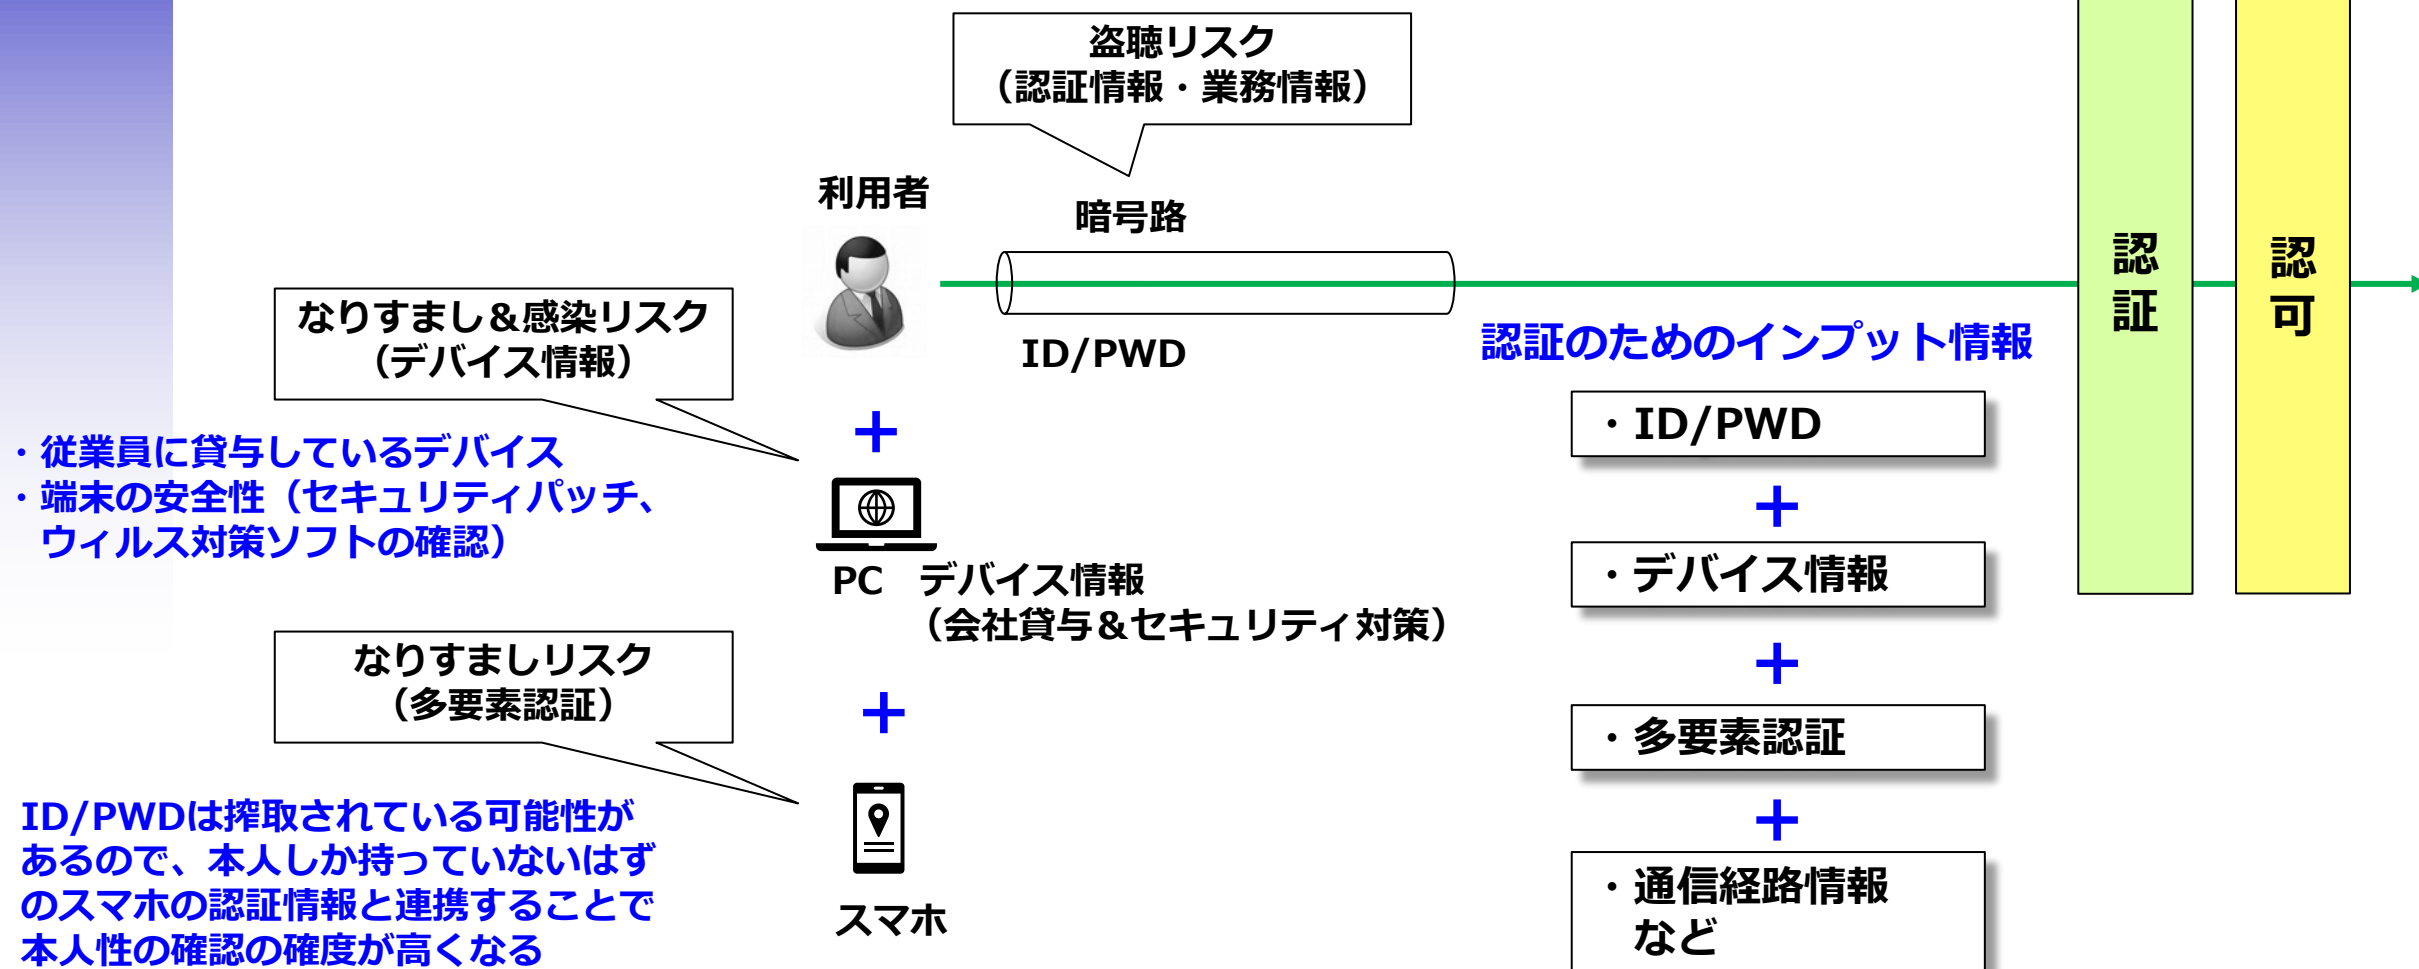 盗聴リスク
（認証情報・業務情報）
利用者
暗号路
ID/PWD
なりすまし＆感染リスク
（デバイス情報）
・従業員に貸与しているデバイス
・端末の安全性（セキュリティパッチ、
ウィルス対策ソフトの確認）
＋
PC　デバイス情報
（会社貸与＆セキュリティ対策）
なりすましリスク
（多要素認証）
＋
ID/PWDは搾取されている可能性が
あるので、本人しか持っていないはず
のスマホの認証情報と連携することで
本人性の確認の確度が高くなる
スマホ
認証のためのインプット情報
・ID/PWD
＋
・デバイス情報
＋
・多要素認証
＋
・通信経路情報
など
認証
認可